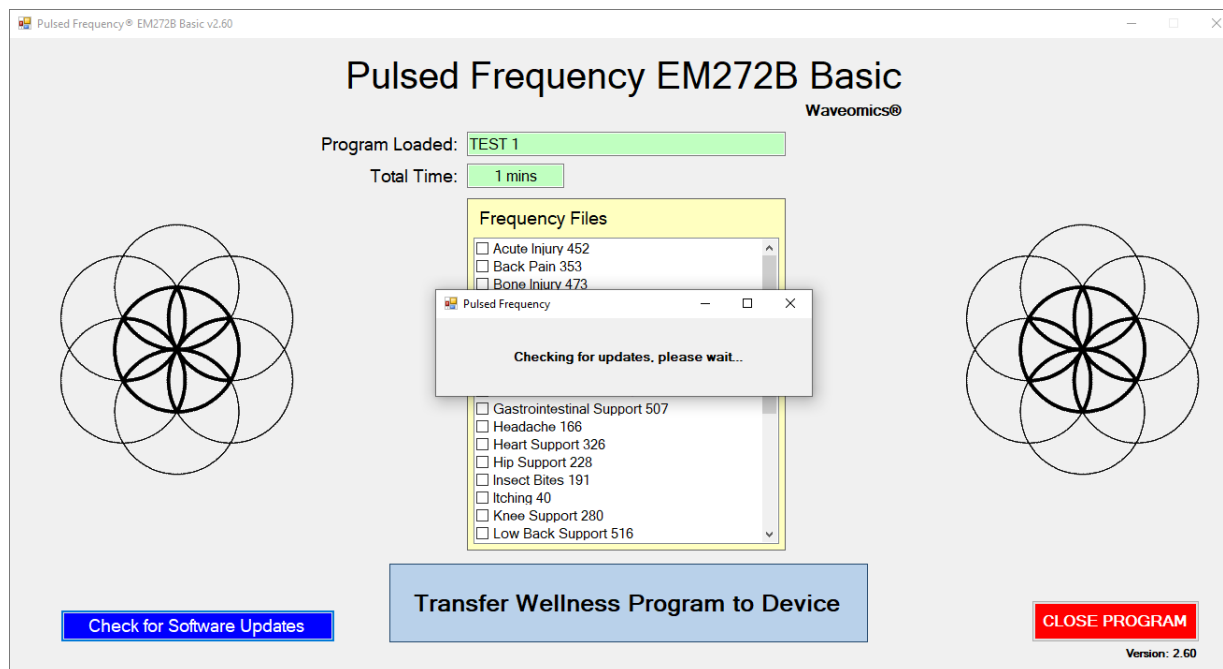 Pulsed Frequency® EM272B Basic v2.60
Pulsed Frequency EM272B Basic
Waveomics®
Program Loaded: TEST 1
Total Time: 1 mins
Frequency Files
Acute Injury 452
Back Pain 353
Bone Injury 473
Pulsed Frequency
Checking for updates, please wait...
Gastrointestinal Support 507
Headache 166
Heart Support 326
Hip Support 228
Insect Bites 191
Itching 40
Knee Support 280
Low Back Support 516
Transfer Wellness Program to Device
Check for Software Updates
CLOSE PROGRAM
Version: 2.60